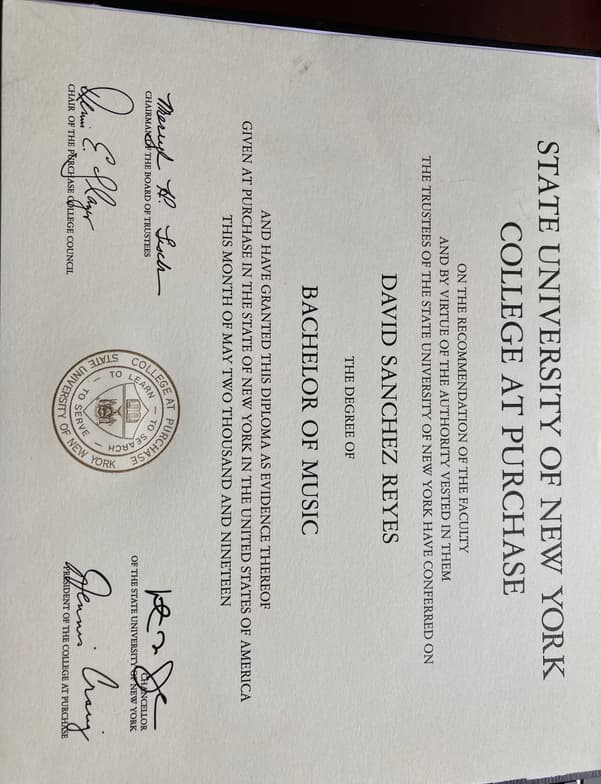 STATE UNIVERSITY OF NEW YORK
COLLEGE AT PURCHASE
ON THE RECOMMENDATION OF THE FACULTY
AND BY VIRTUE OF THE AUTHORITY VESTED IN THEM
THE TRUSTEES OF THE STATE UNIVERSITY OF NEW YORK HAVE CONFERRED ON
DAVID SANCHEZ REYES
THE DEGREE OF
BACHELOR OF MUSIC
AND HAVE GRANTED THIS DIPLOMA AS EVIDENCE THEREOF
GIVEN AT PURCHASE IN THE STATE OF NEW YORK IN THE UNITED STATES OF AMERICA
THIS MONTH OF MAY TWO THOUSAND AND NINETEEN
CHAIRMAN OF THE BOARD OF TRUSTEES
CHAIR OF THE PURCHASE COLLEGE COUNCIL
COLLEGE AT PURCHASE
STATE UNIVERSITY OF NEW YORK
TO LEARN – TO SEARCH – TO SERVE
CHANCELLOR
OF THE STATE UNIVERSITY OF NEW YORK
Dennis Craig
PRESIDENT OF THE COLLEGE AT PURCHASE